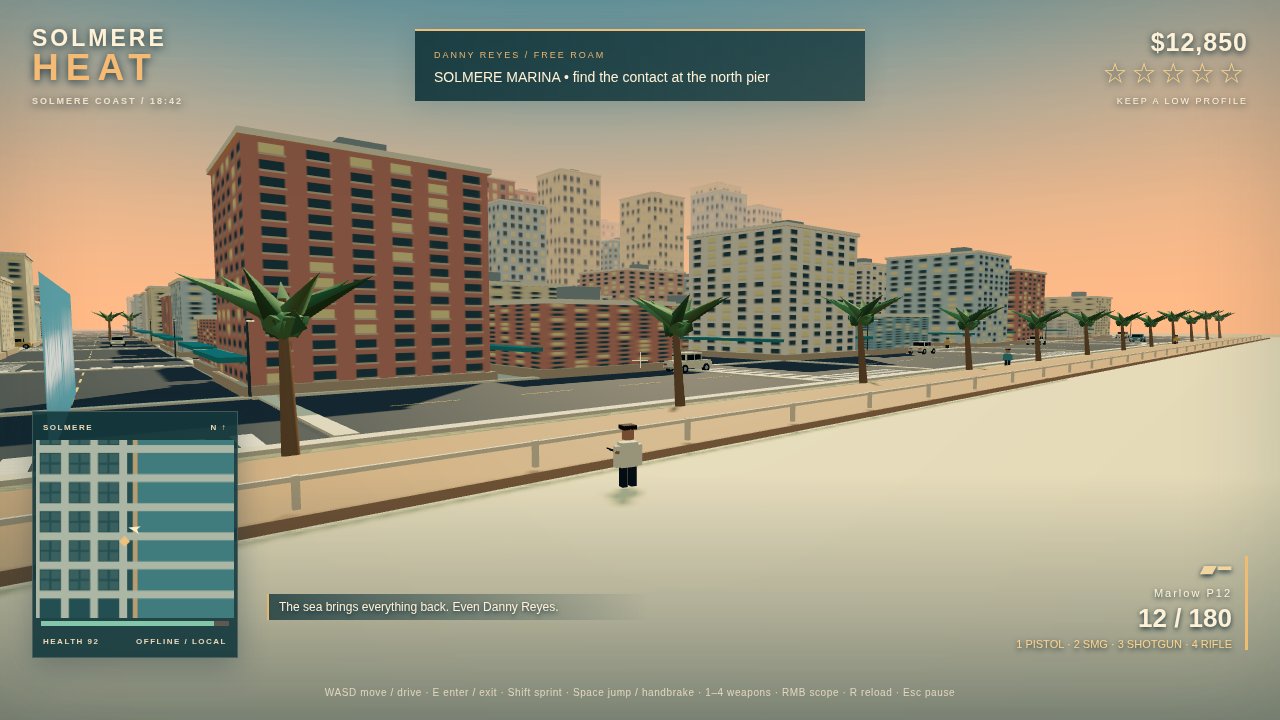 SOLMERE
HEAT
SOLMERE COAST / 18:42
DANNY REYES / FREE ROAM
SOLMERE MARINA • find the contact at the north pier
$12,850
☆☆☆☆☆
KEEP A LOW PROFILE
SOLMERE N ↑
HEALTH 92 OFFLINE / LOCAL
The sea brings everything back. Even Danny Reyes.
Marlow P12
12 / 180
1 PISTOL · 2 SMG · 3 SHOTGUN · 4 RIFLE
WASD move / drive · E enter / exit · Shift sprint · Space jump / handbrake · 1–4 weapons · RMB scope · R reload · Esc pause